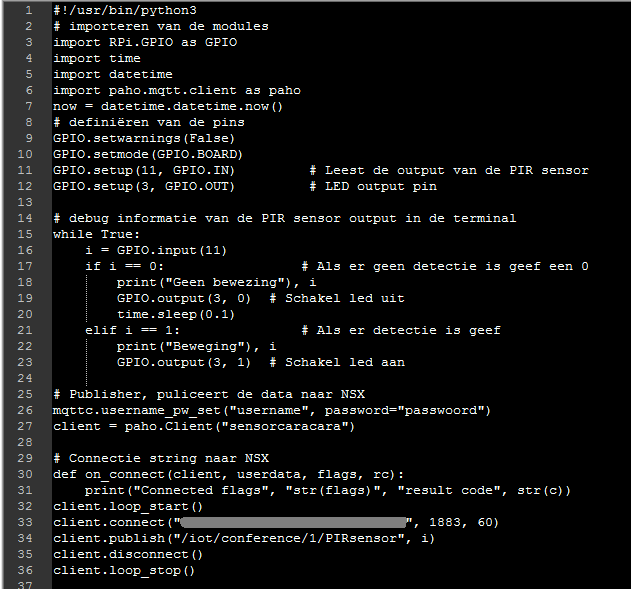 1 #!/usr/bin/python3
2 # importeren van de modules
3 import RPi.GPIO as GPIO
4 import time
5 import datetime
6 import paho.mqtt.client as paho
7 now = datetime.datetime.now()
8 # definiëren van de pins
9 GPIO.setwarnings(False)
10 GPIO.setmode(GPIO.BOARD)
11 GPIO.setup(11, GPIO.IN)         # Leest de output van de PIR sensor
12 GPIO.setup(3, GPIO.OUT)         # LED output pin
13
14 # debug informatie van de PIR sensor output in de terminal
15 while True:
16     i = GPIO.input(11)
17     if i == 0:                 # Als er geen detectie is geef een 0
18         print("Geen bewezing"), i
19         GPIO.output(3, 0)  # Schakel led uit
20         time.sleep(0.1)
21     elif i == 1:               # Als er detectie is geef
22         print("Beweging"), i
23         GPIO.output(3, 1)  # Schakel led aan
24
25 # Publisher, puliceert de data naar NSX
26 mqttc.username_pw_set("username", password="passwoord")
27 client = paho.Client("sensorcaracara")
28
29 # Connectie string naar NSX
30 def on_connect(client, userdata, flags, rc):
31     print("Connected flags", "str(flags)", "result code", str(c))
32 client.loop_start()
33 client.connect("", 1883, 60)
34 client.publish("/iot/conference/1/PIRsensor", i)
35 client.disconnect()
36 client.loop_stop()
37